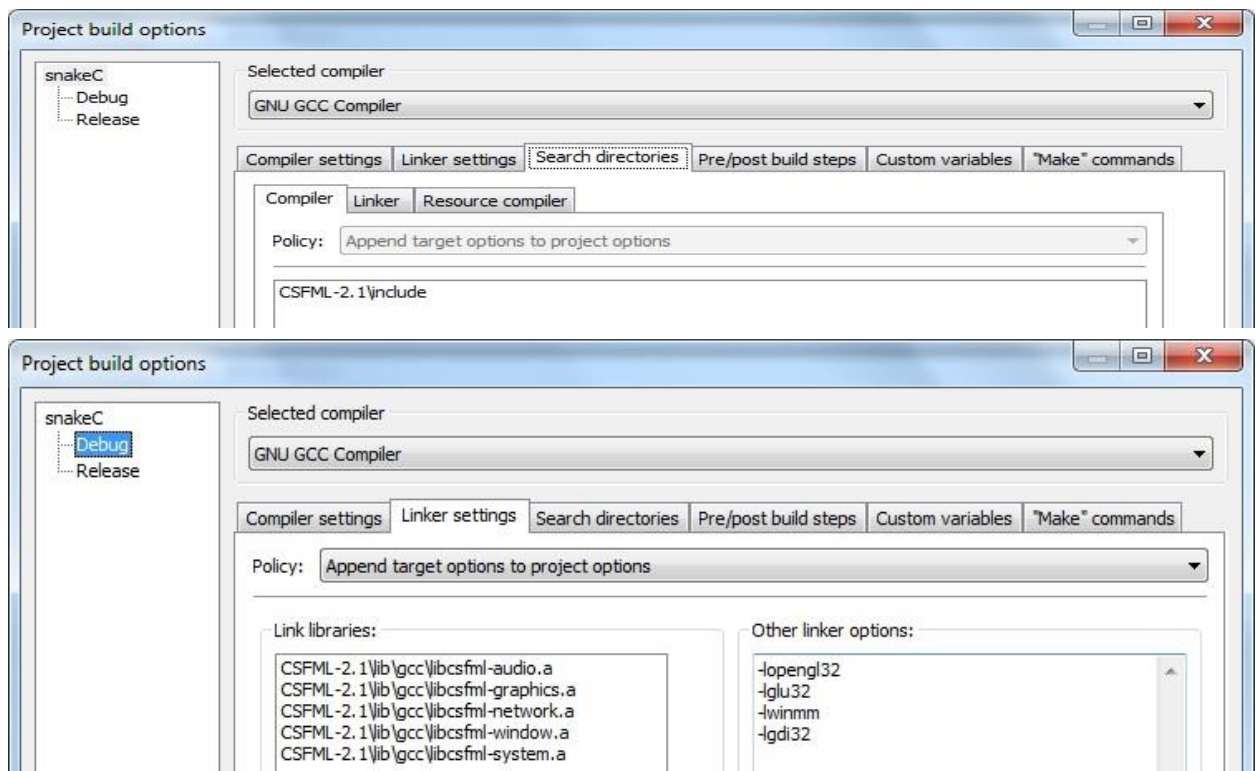 Project build options
snakeC
Debug
Release
Selected compiler
GNU GCC Compiler
Compiler settings Linker settings Search directories Pre/post build steps Custom variables "Make" commands
Compiler Linker Resource compiler
Policy: Append target options to project options
CSFML-2.1\include
Project build options
snakeC
Debug
Release
Selected compiler
GNU GCC Compiler
Compiler settings Linker settings Search directories Pre/post build steps Custom variables "Make" commands
Policy: Append target options to project options
Link libraries:
CSFML-2.1\lib\gcc\libcsfml-audio.a
CSFML-2.1\lib\gcc\libcsfml-graphics.a
CSFML-2.1\lib\gcc\libcsfml-network.a
CSFML-2.1\lib\gcc\libcsfml-window.a
CSFML-2.1\lib\gcc\libcsfml-system.a
Other linker options:
-lopengl32
-lglu32
-lwinmm
-lgdi32